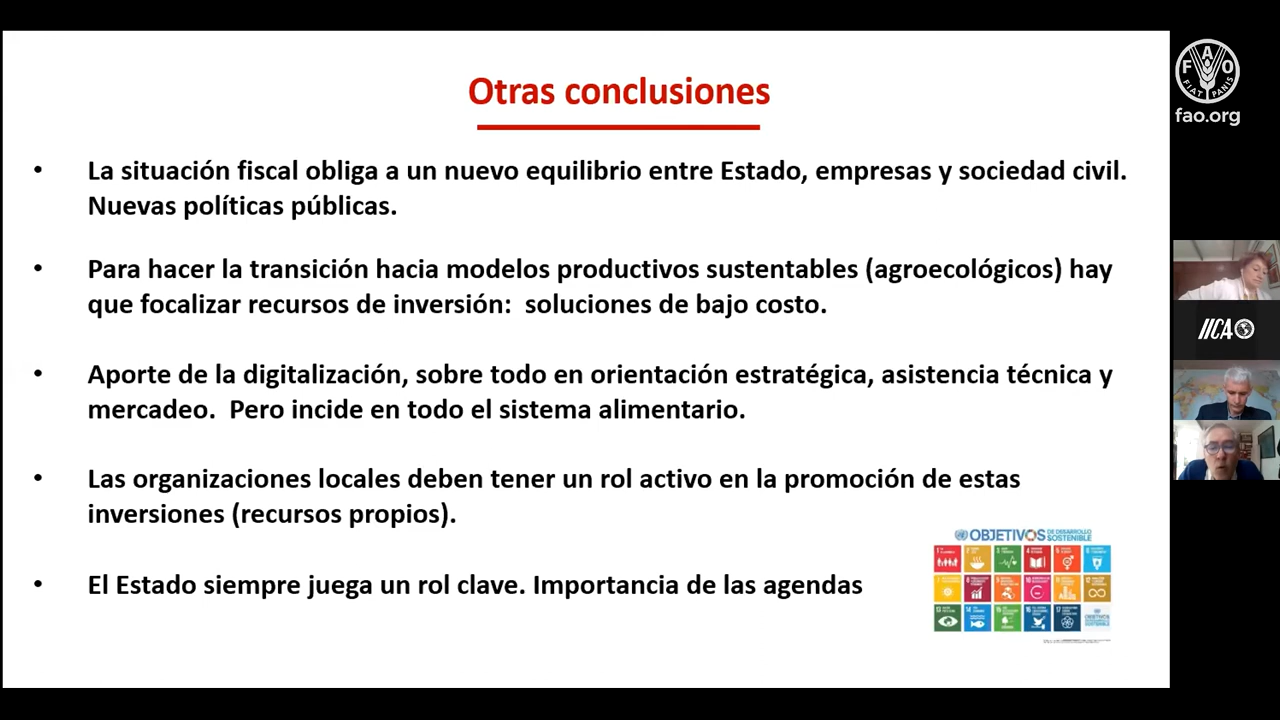 Otras conclusiones
• La situación fiscal obliga a un nuevo equilibrio entre Estado, empresas y sociedad civil.
Nuevas políticas públicas.
• Para hacer la transición hacia modelos productivos sustentables (agroecológicos) hay
que focalizar recursos de inversión:  soluciones de bajo costo.
• Aporte de la digitalización, sobre todo en orientación estratégica, asistencia técnica y
mercadeo.  Pero incide en todo el sistema alimentario.
• Las organizaciones locales deben tener un rol activo en la promoción de estas
inversiones (recursos propios).
• El Estado siempre juega un rol clave. Importancia de las agendas
OBJETIVOS DE DESARROLLO
SOSTENIBLE
FAO
FIAT PANIS
fao.org
IICA